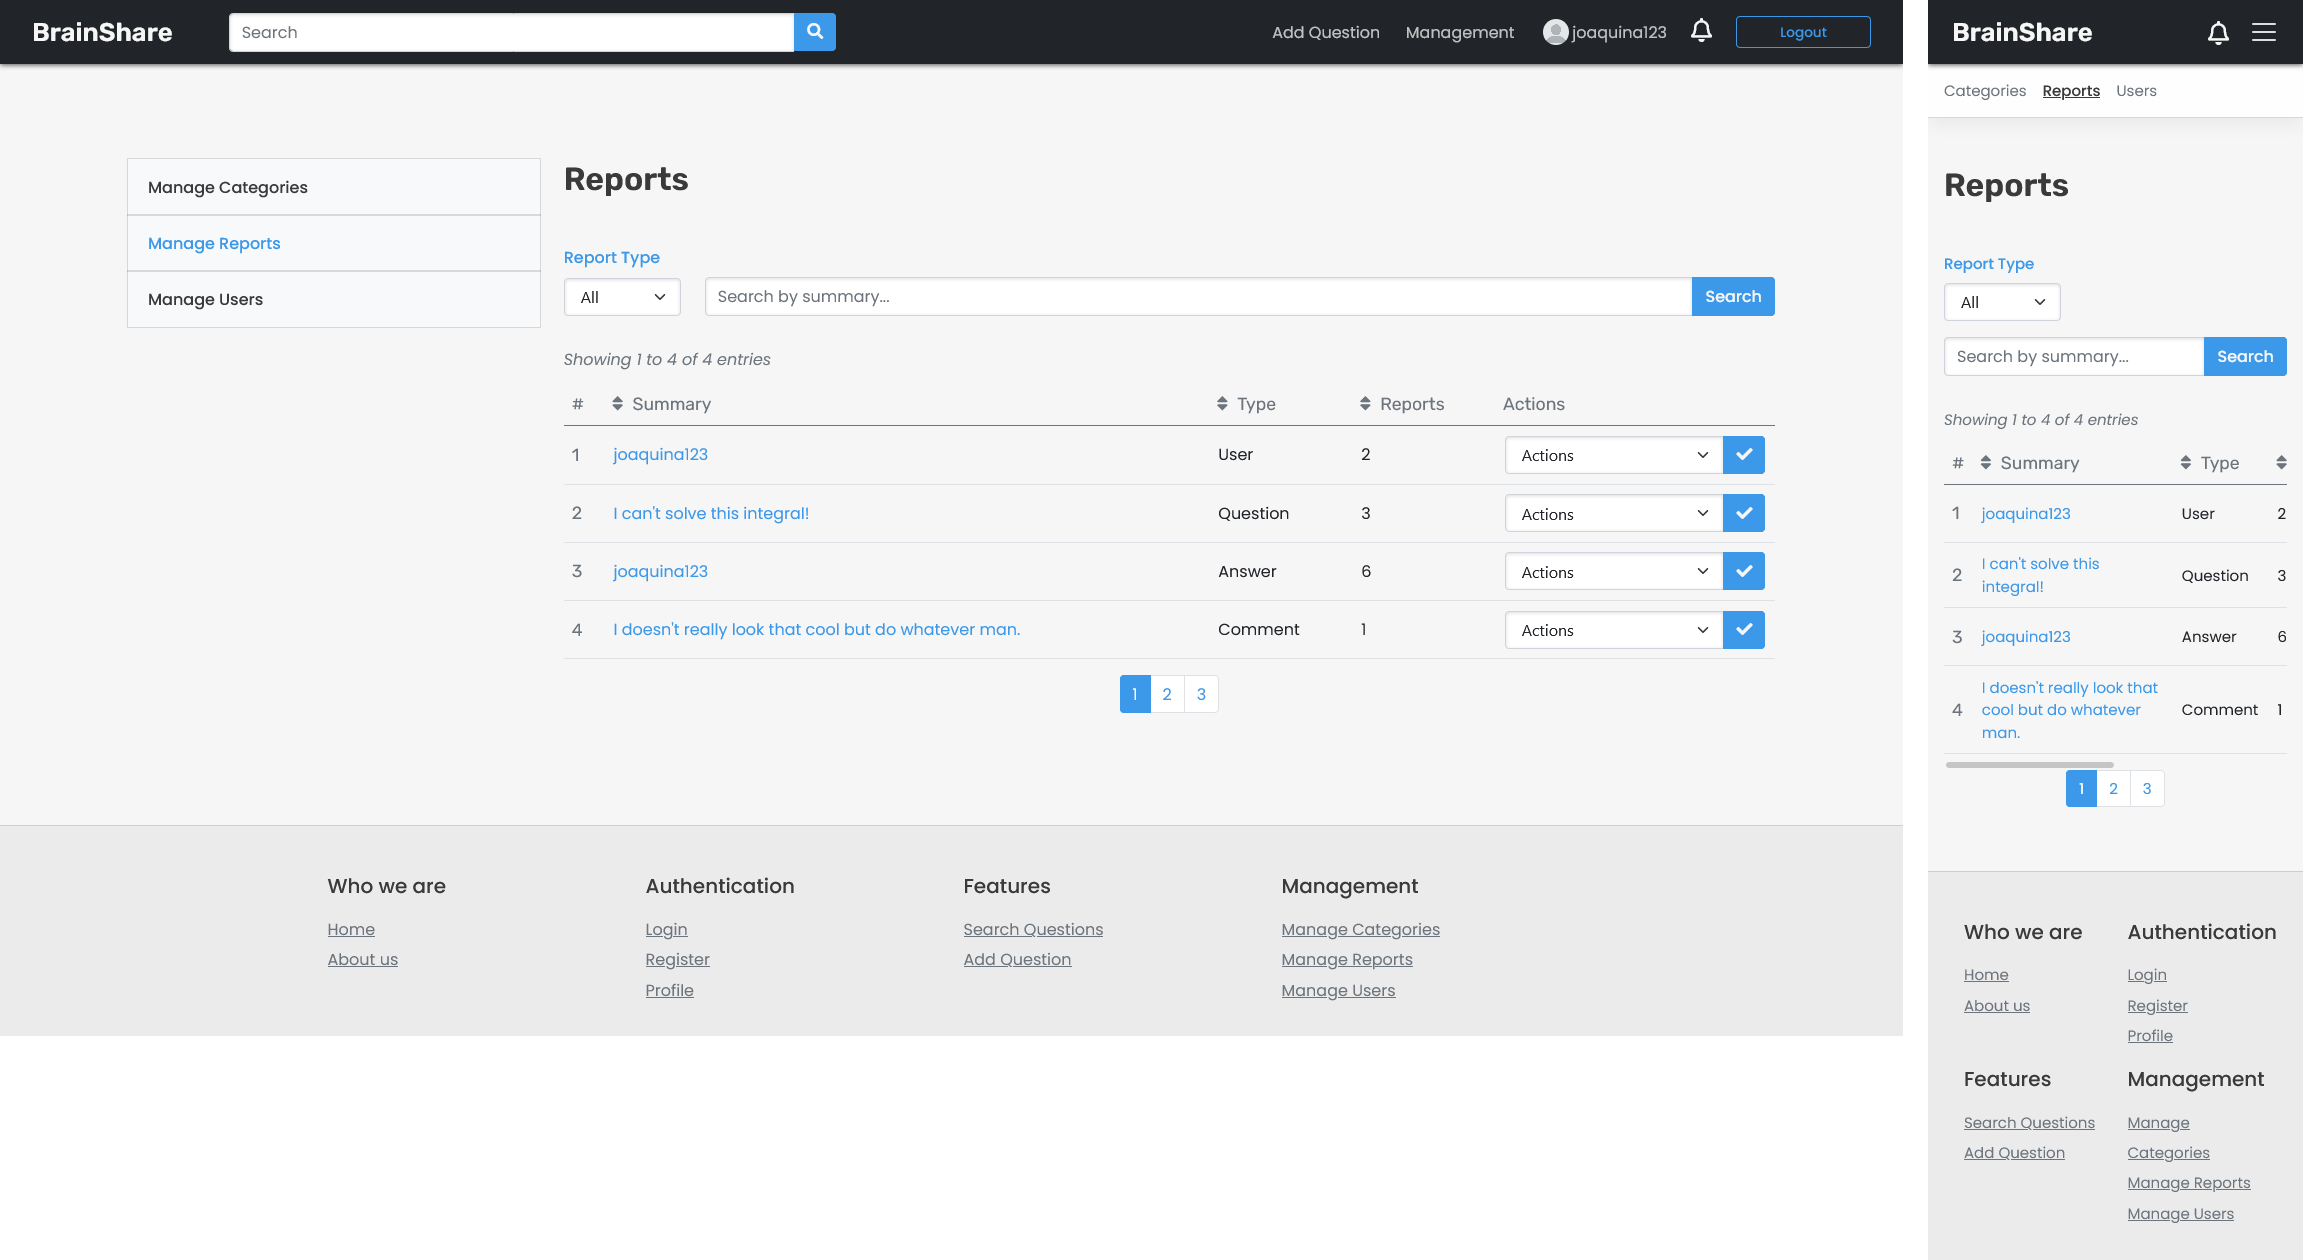 BrainShare
Search
Add Question
Management
joaquina123
Logout
Manage Categories
Manage Reports
Manage Users
Reports
Report Type
All
Search by summary...
Search
Showing 1 to 4 of 4 entries
# Summary Type Reports Actions
1 joaquina123 User 2 Actions
2 I can't solve this integral! Question 3 Actions
3 joaquina123 Answer 6 Actions
4 I doesn't really look that cool but do whatever man. Comment 1 Actions
1 2 3
Who we are
Home
About us
Authentication
Login
Register
Profile
Features
Search Questions
Add Question
Management
Manage Categories
Manage Reports
Manage Users
BrainShare
Categories Reports Users
Reports
Report Type
All
Search by summary...
Search
Showing 1 to 4 of 4 entries
# Summary Type
1 joaquina123 User 2
2 I can't solve this
integral! Question 3
3 joaquina123 Answer 6
4 I doesn't really look that
cool but do whatever
man. Comment 1
1 2 3
Who we are
Home
About us
Authentication
Login
Register
Profile
Features
Search Questions
Add Question
Management
Manage
Categories
Manage Reports
Manage Users